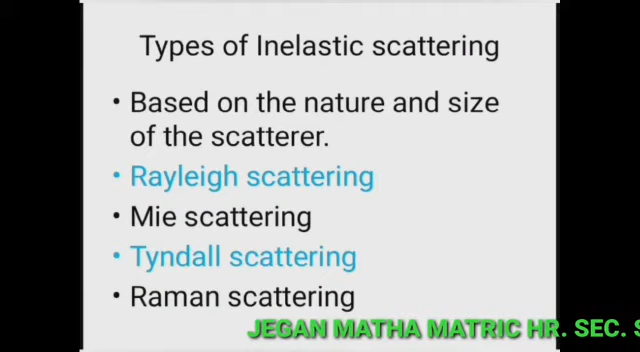 Types of Inelastic scattering
• Based on the nature and size
of the scatterer.
• Rayleigh scattering
• Mie scattering
• Tyndall scattering
• Raman scattering
JEGAN MATHA MATRIC HR. SEC. S